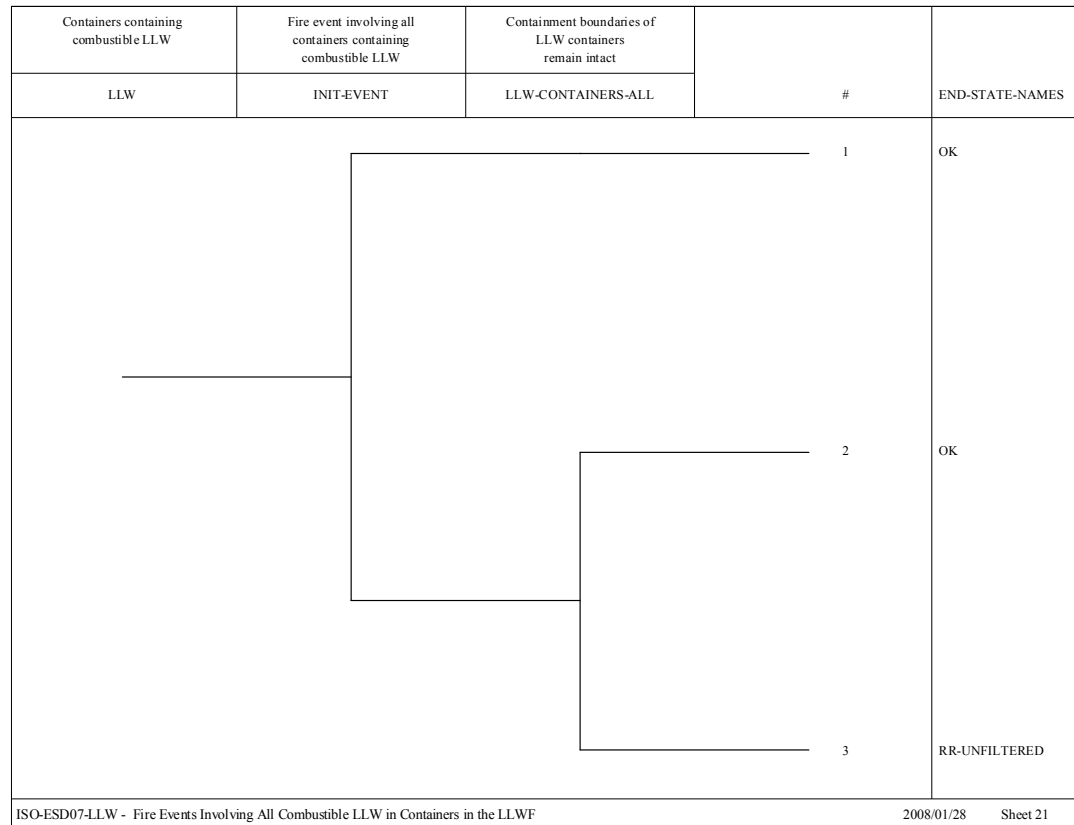 Containers containing
combustible LLW
Fire event involving all
containers containing
combustible LLW
Containment boundaries of
LLW containers
remain intact
LLW
INIT-EVENT
LLW-CONTAINERS-ALL
#
END-STATE-NAMES
1
OK
2
OK
3
RR-UNFILTERED
ISO-ESD07-LLW - Fire Events Involving All Combustible LLW in Containers in the LLWF
2008/01/28
Sheet 21